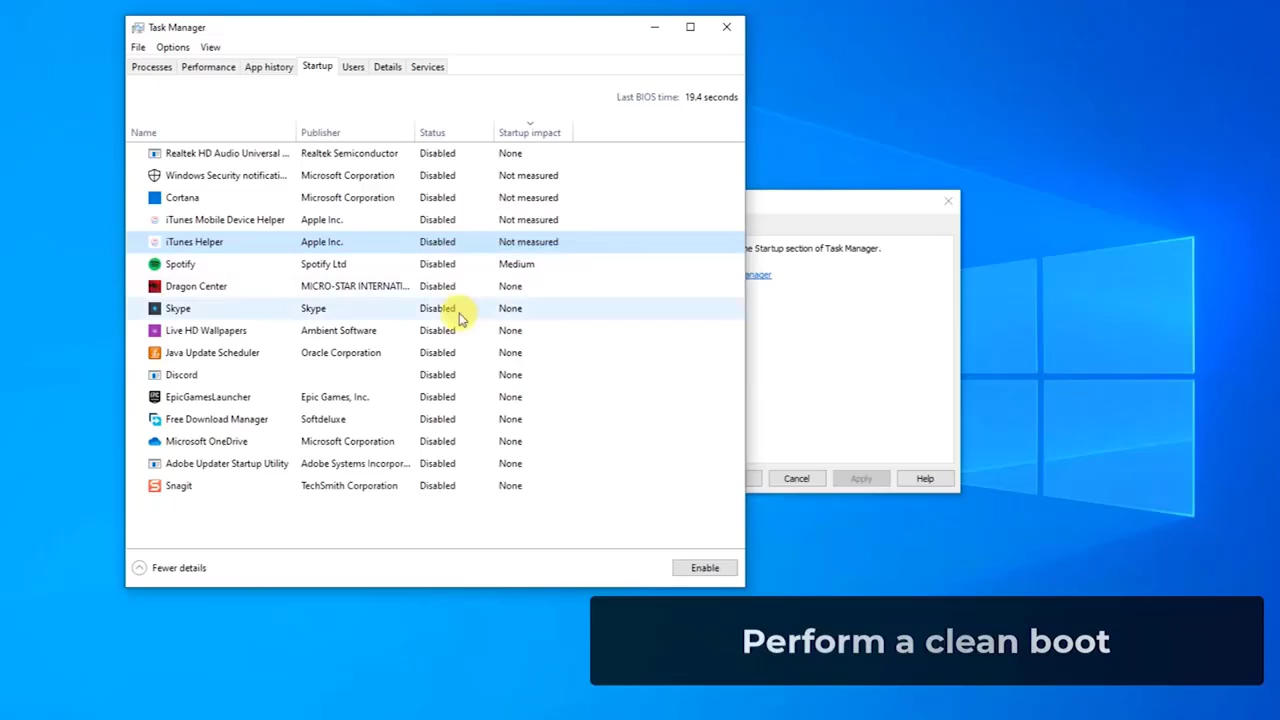 Task Manager
File Options View
Processes Performance App history Startup Users Details Services
Last BIOS time: 19.4 seconds
Name Publisher Status Startup impact
Realtek HD Audio Universal ... Realtek Semiconductor Disabled None
Windows Security notificati... Microsoft Corporation Disabled Not measured
Cortana Microsoft Corporation Disabled Not measured
iTunes Mobile Device Helper Apple Inc. Disabled Not measured
iTunes Helper Apple Inc. Disabled Not measured
Spotify Spotify Ltd Disabled Medium
Dragon Center MICRO-STAR INTERNATI... Disabled None
Skype Skype Disabled None
Live HD Wallpapers Ambient Software Disabled None
Java Update Scheduler Oracle Corporation Disabled None
Discord Disabled None
EpicGamesLauncher Epic Games, Inc. Disabled None
Free Download Manager Softdeluxe Disabled None
Microsoft OneDrive Microsoft Corporation Disabled None
Adobe Updater Startup Utility Adobe Systems Incorpor... Disabled None
Snagit TechSmith Corporation Disabled None
Fewer details Enable
e Startup section of Task Manager.
anager
Cancel Apply Help
Perform a clean boot